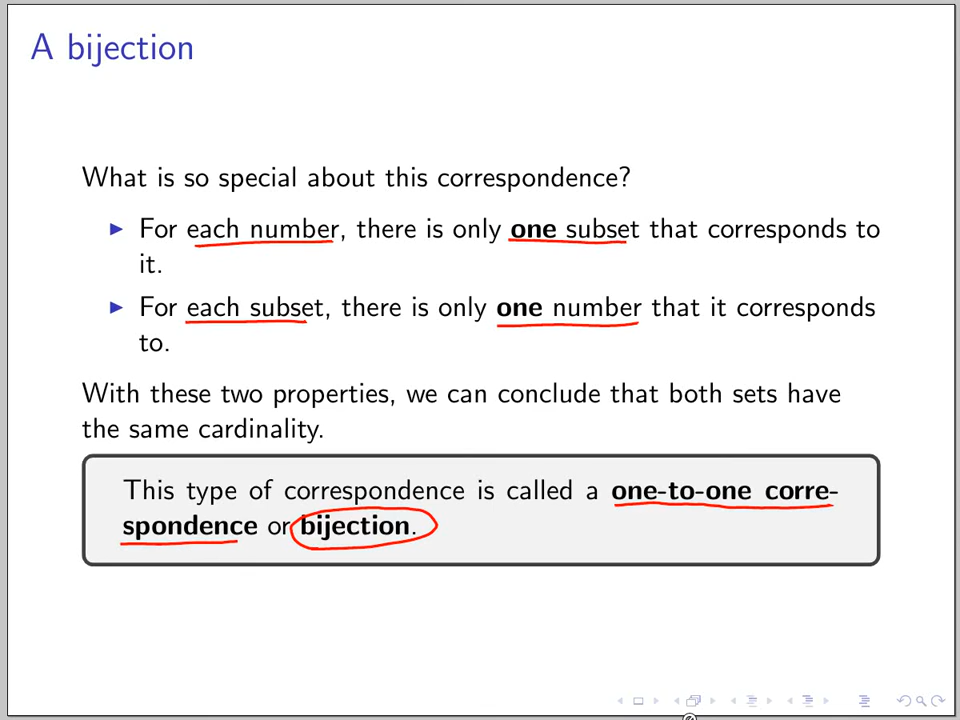 A bijection
What is so special about this correspondence?
For each number, there is only one subset that corresponds to
it.
For each subset, there is only one number that it corresponds
to.
With these two properties, we can conclude that both sets have
the same cardinality.
This type of correspondence is called a one-to-one corre-
spondence or bijection.